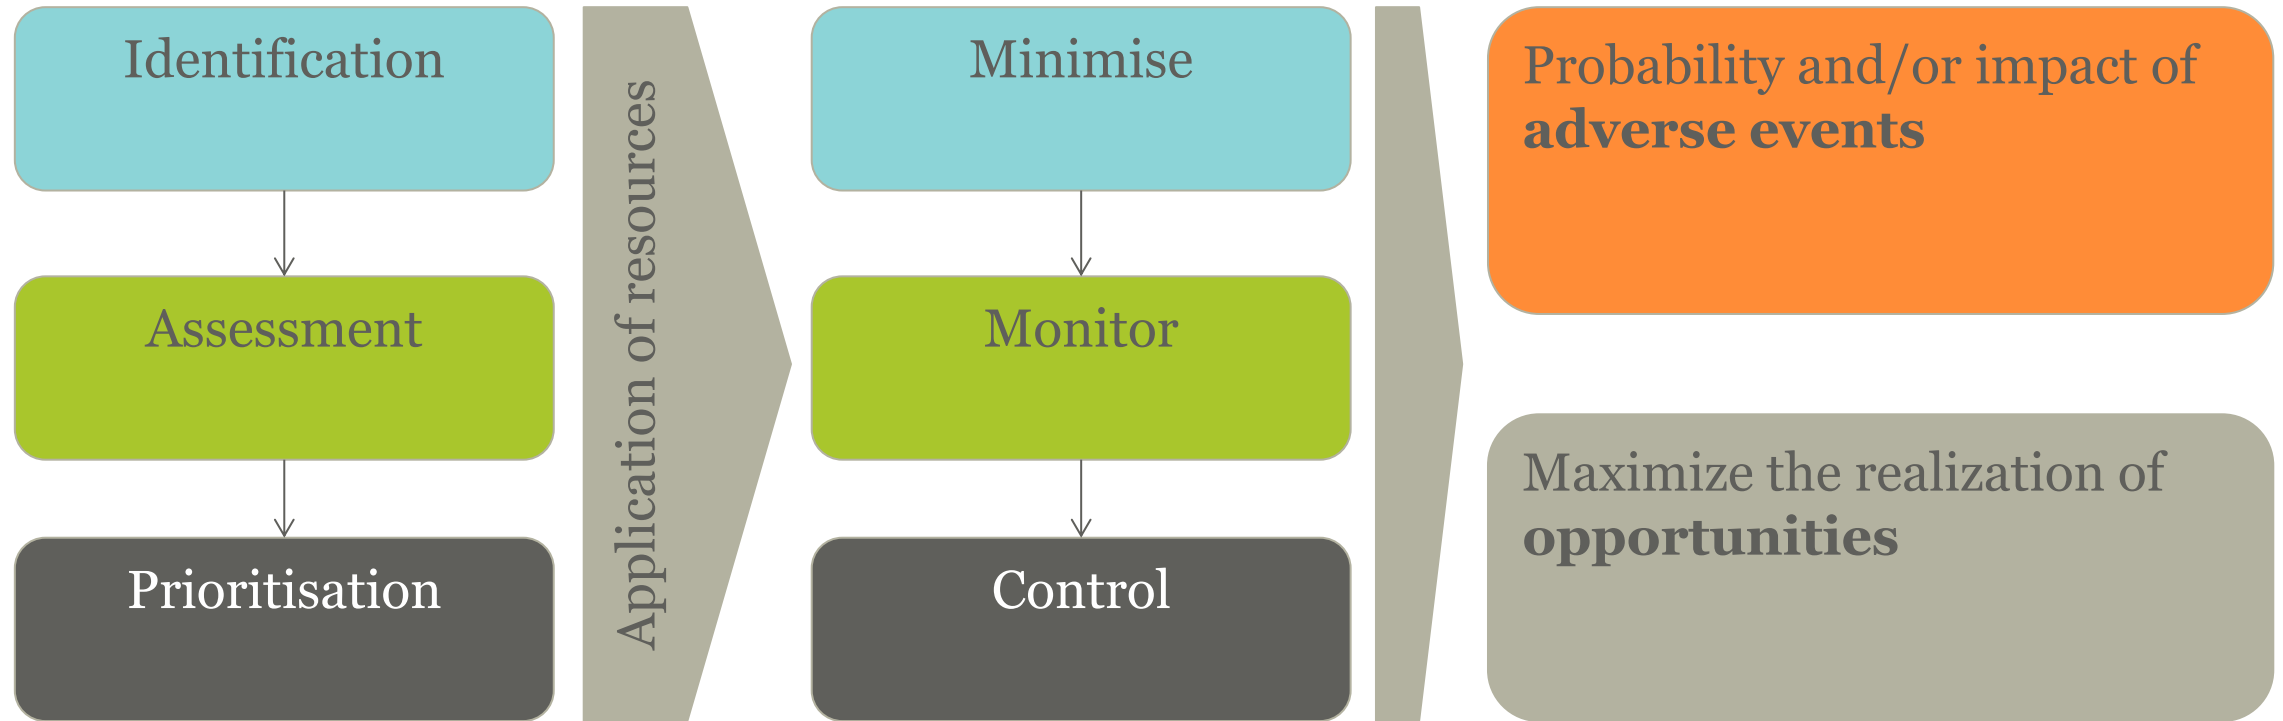 Identification
Assessment
Prioritisation
Application of resources
Minimise
Monitor
Control
Probability and/or impact of
adverse events
Maximize the realization of
opportunities